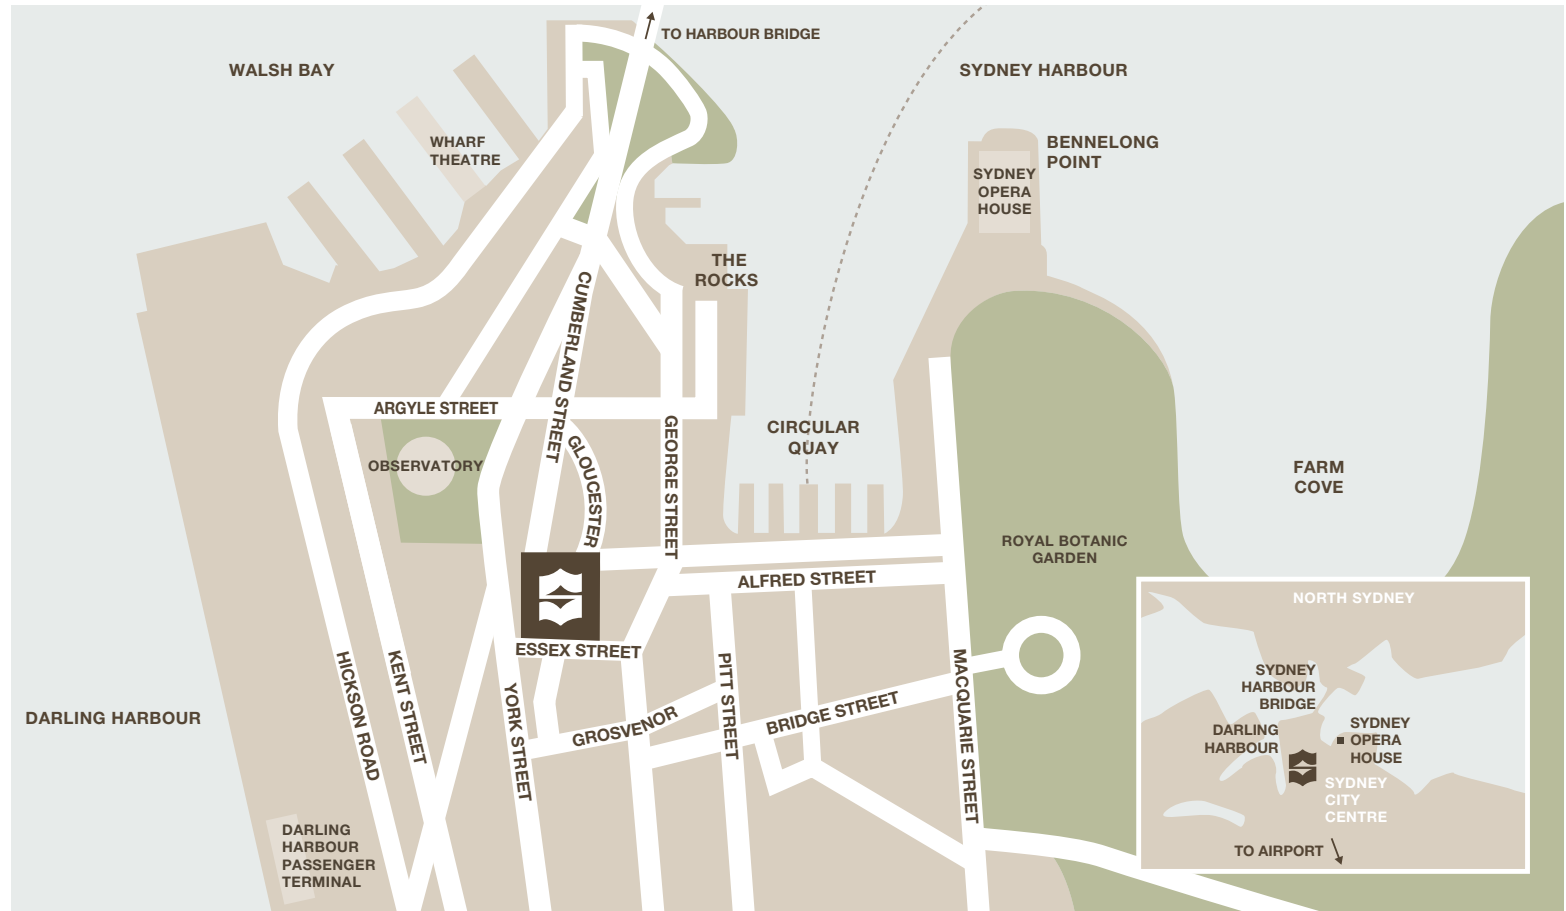 TO HARBOUR BRIDGE
WALSH BAY
SYDNEY HARBOUR
WHARF
THEATRE
BENNELONG
POINT
SYDNEY
OPERA
HOUSE
THE
ROCKS
CUMBERLAND STREET
ARGYLE STREET
GEORGE STREET
GLOUCESTER
CIRCULAR
QUAY
OBSERVATORY
FARM
COVE
ROYAL BOTANIC
GARDEN
ALFRED STREET
ESSEX STREET
HICKSON ROAD
KENT STREET
YORK STREET
PITT STREET
MACQUARIE STREET
GROSVENOR
BRIDGE STREET
DARLING HARBOUR
DARLING
HARBOUR
PASSENGER
TERMINAL
NORTH SYDNEY
SYDNEY
HARBOUR
BRIDGE
DARLING
HARBOUR
SYDNEY
OPERA
HOUSE
SYDNEY
CITY
CENTRE
TO AIRPORT